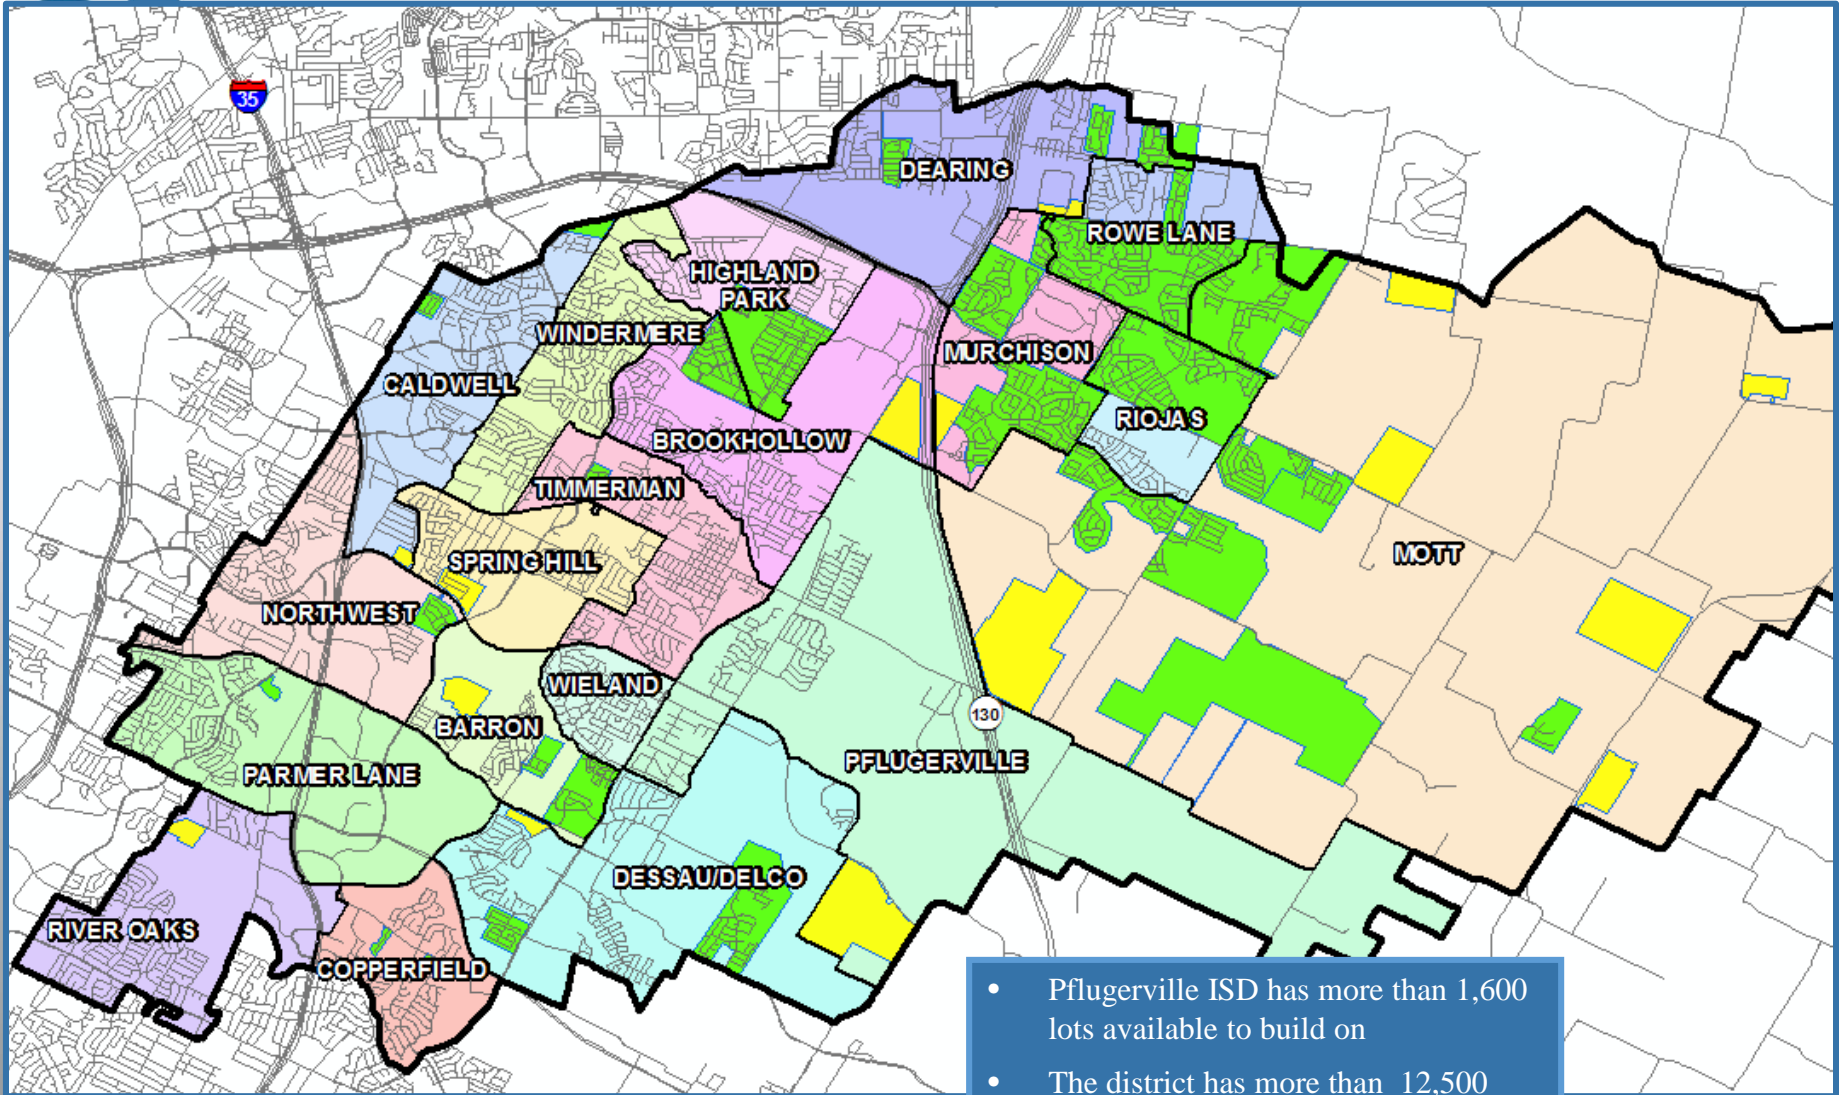 35
DEARING
ROWE LANE
HIGHLAND
PARK
WINDERMERE
MURCHISON
CALDWELL
RIOJAS
BROOKHOLLOW
TIMMERMAN
MOTT
SPRING HILL
NORTHWEST
WIELAND
130
BARRON
PFLUGERVILLE
PARMER LANE
DESSAU/DELCO
RIVER OAKS
COPPERFIELD
• Pflugerville ISD has more than 1,600
lots available to build on
• The district has more than 12,500